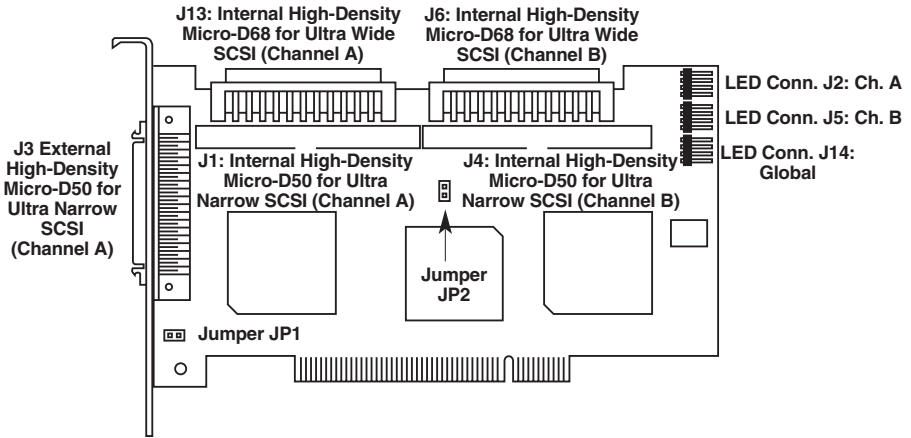 J13: Internal High-Density
Micro-D68 for Ultra Wide
SCSI (Channel A)
J6: Internal High-Density
Micro-D68 for Ultra Wide
SCSI (Channel B)
LED Conn. J2: Ch. A
LED Conn. J5: Ch. B
LED Conn. J14:
Global
J3 External
High-Density
Micro-D50 for
Ultra Narrow
SCSI
(Channel A)
J1: Internal High-Density
Micro-D50 for Ultra
Narrow SCSI (Channel A)
J4: Internal High-Density
Micro-D50 for Ultra
Narrow SCSI (Channel B)
Jumper
JP2
Jumper JP1